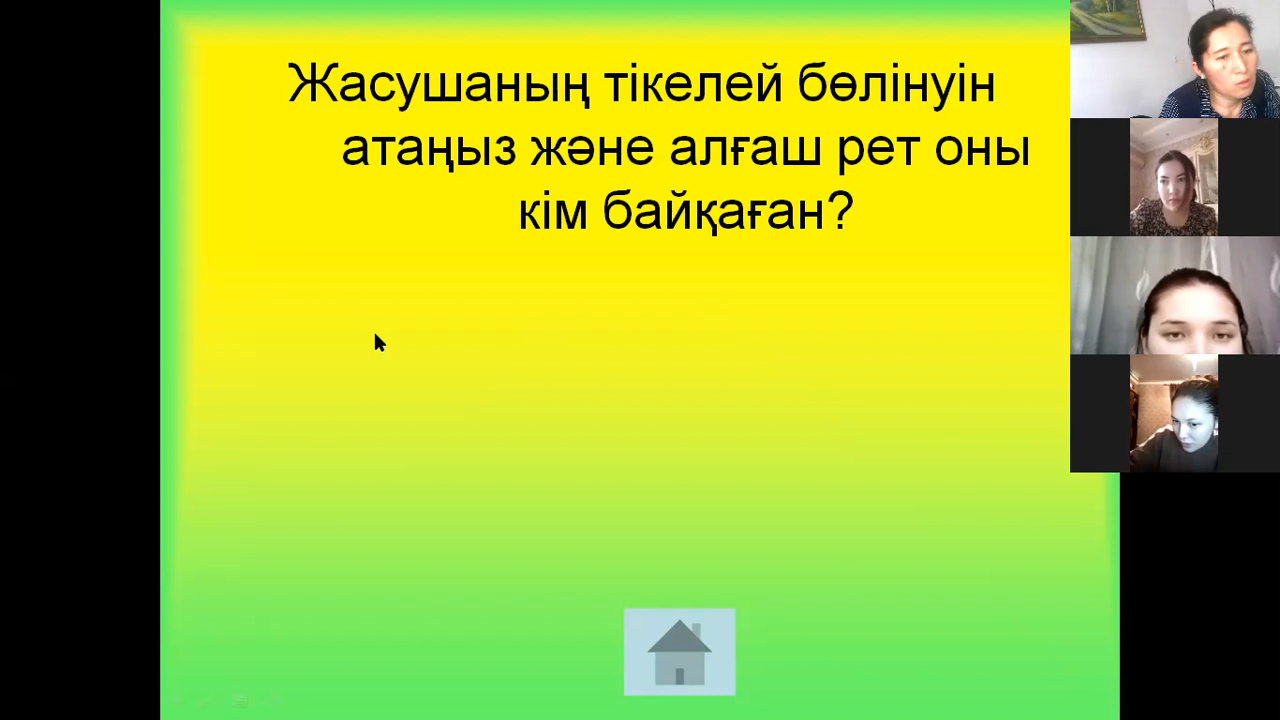 Жасушаның тікелей бөлінуін
атаңыз және алғаш рет оны
кім байқаған?